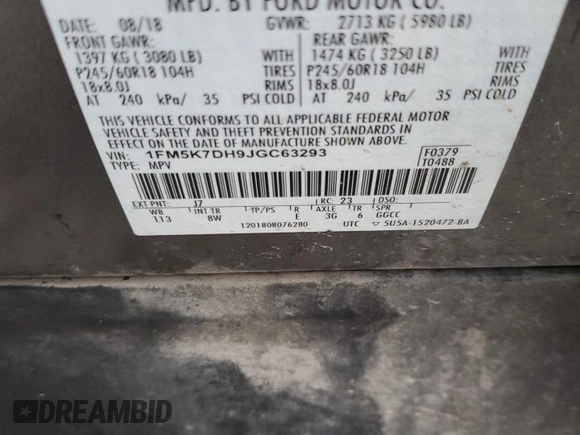 MFD. BY FORD MOTOR CO.
DATE: 08/18 GVWR: 2713 KG ( 5980 LB)
FRONT GAWR: REAR GAWR:
1397 KG ( 3080 LB) WITH 1474 KG ( 3250 LB) WITH
P245/60R18 104H TIRES P245/60R18 104H TIRES
18x8.0J RIMS 18x8.0J RIMS
AT 240 kPa/ 35 PSI COLD AT 240 kPa/ 35 PSI COLD
THIS VEHICLE CONFORMS TO ALL APPLICABLE FEDERAL MOTOR
VEHICLE SAFETY AND THEFT PREVENTION STANDARDS IN
EFFECT ON THE DATE OF MANUFACTURE SHOWN ABOVE.
VIN: 1FM5K7DH9JGC63293 F0379
TYPE: MPV T0488
EXT PNT: J7 RC: 23 DSO:
WB INT TR TP/PS R AXLE TR SPR
113 8W E 3G 6 GGCC
1201808076280 UTC 5U5A-1520472-BA
DREAMBID